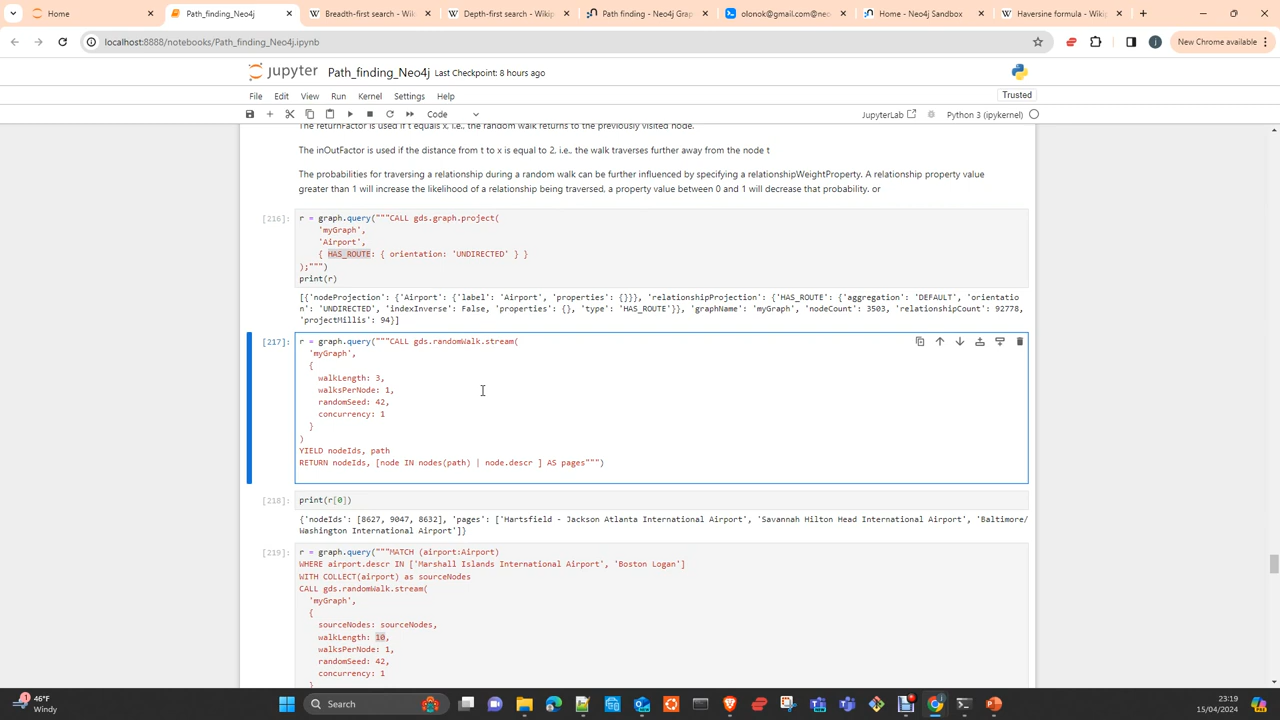 Home
Path_finding_Neo4j
Breadth-first search - Wiki
Depth-first search - Wikip
Path finding - Neo4j Grap
olonok@gmail.com@neo
Home - Neo4j Sandbox
Haversine formula - Wiki
localhost:8888/notebooks/Path_finding_Neo4j.ipynb
New Chrome available
jupyter Path_finding_Neo4j Last Checkpoint: 8 hours ago
File Edit View Run Kernel Settings Help
Trusted
Code
JupyterLab
Python 3 (ipykernel)
The returnFactor is used if t equals x, i.e., the random walk returns to the previously visited node.
The inOutFactor is used if the distance from t to x is equal to 2, i.e., the walk traverses further away from the node t
The probabilities for traversing a relationship during a random walk can be further influenced by specifying a relationshipWeightProperty. A relationship property value
greater than 1 will increase the likelihood of a relationship being traversed, a property value between 0 and 1 will decrease that probability. or
[216]: r = graph.query("""CALL gds.graph.project(
'myGraph',
'Airport',
{ HAS_ROUTE: { orientation: 'UNDIRECTED' } }
);""")
print(r)
[{'nodeProjection': {'Airport': {'label': 'Airport', 'properties': {}}}, 'relationshipProjection': {'HAS_ROUTE': {'aggregation': 'DEFAULT', 'orientatio
n': 'UNDIRECTED', 'indexInverse': False, 'properties': {}, 'type': 'HAS_ROUTE'}}, 'graphName': 'myGraph', 'nodeCount': 3503, 'relationshipCount': 92778,
'projectMillis': 94}]
[217]: r = graph.query("""CALL gds.randomWalk.stream(
'myGraph',
{
walkLength: 3,
walksPerNode: 1,
randomSeed: 42,
concurrency: 1
}
)
YIELD nodeIds, path
RETURN nodeIds, [node IN nodes(path) | node.descr ] AS pages""")
[218]: print(r[0])
{'nodeIds': [8627, 9047, 8632], 'pages': ['Hartsfield - Jackson Atlanta International Airport', 'Savannah Hilton Head International Airport', 'Baltimore/
Washington International Airport']}
[219]: r = graph.query("""MATCH (airport:Airport)
WHERE airport.descr IN ['Marshall Islands International Airport', 'Boston Logan']
WITH COLLECT(airport) as sourceNodes
CALL gds.randomWalk.stream(
'myGraph',
{
sourceNodes: sourceNodes,
walkLength: 10,
walksPerNode: 1,
randomSeed: 42,
concurrency: 1
}
46°F
Windy
Search
23:19
15/04/2024